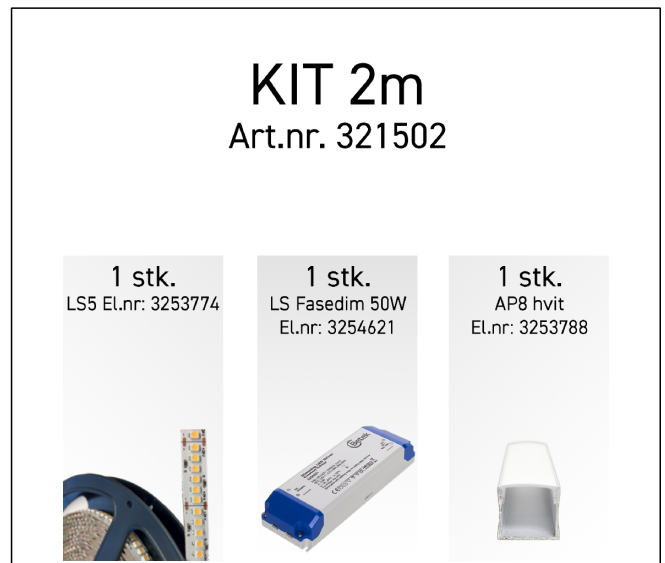 KIT 2m
Art.nr. 321502
1 stk.
LS5 El.nr: 3253774
1 stk.
LS Fasedim 50W
El.nr: 3254621
1 stk.
AP8 hvit
El.nr: 3253788